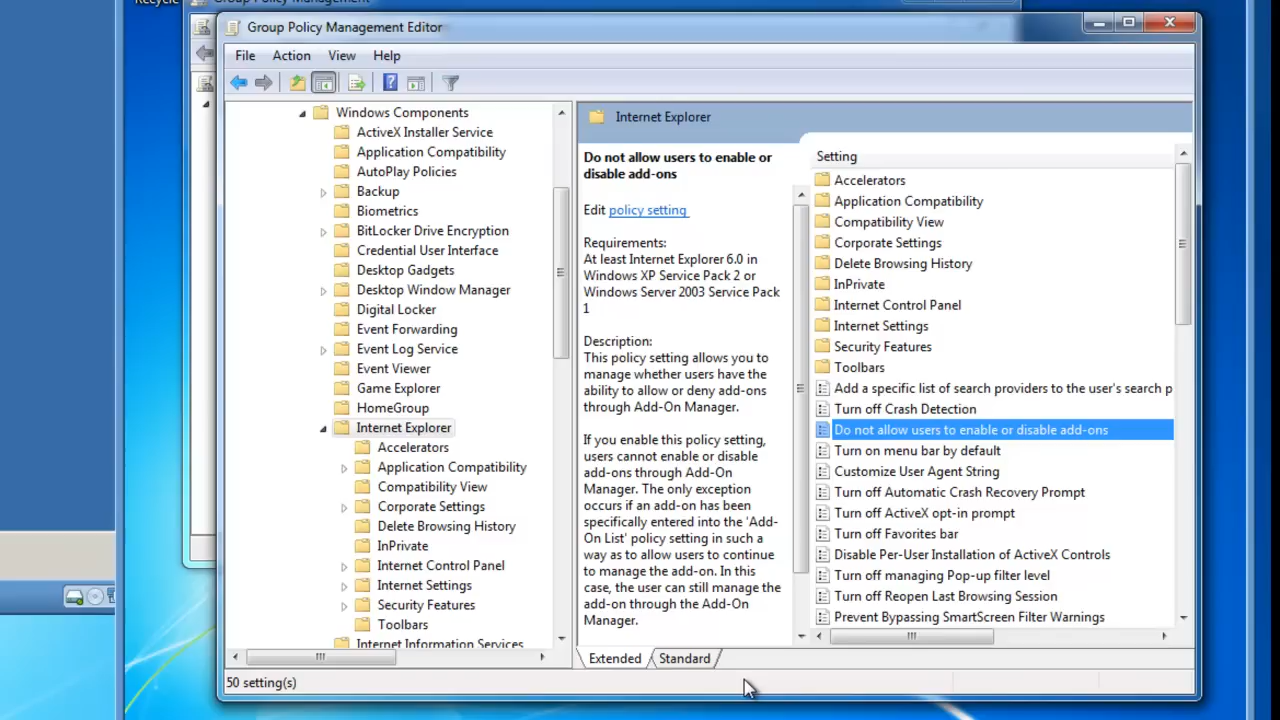 Recycle
Group Policy Management
Group Policy Management Editor
File Action View Help
Windows Components
ActiveX Installer Service
Application Compatibility
AutoPlay Policies
Backup
Biometrics
BitLocker Drive Encryption
Credential User Interface
Desktop Gadgets
Desktop Window Manager
Digital Locker
Event Forwarding
Event Log Service
Event Viewer
Game Explorer
HomeGroup
Internet Explorer
Accelerators
Application Compatibility
Compatibility View
Corporate Settings
Delete Browsing History
InPrivate
Internet Control Panel
Internet Settings
Security Features
Toolbars
Internet Information Services
Internet Explorer
Do not allow users to enable or
disable add-ons
Edit policy setting
Requirements:
At least Internet Explorer 6.0 in
Windows XP Service Pack 2 or
Windows Server 2003 Service Pack
1
Description:
This policy setting allows you to
manage whether users have the
ability to allow or deny add-ons
through Add-On Manager.
If you enable this policy setting,
users cannot enable or disable
add-ons through Add-On
Manager. The only exception
occurs if an add-on has been
specifically entered into the 'Add-
On List' policy setting in such a
way as to allow users to continue
to manage the add-on. In this
case, the user can still manage the
add-on through the Add-On
Manager.
Setting
Accelerators
Application Compatibility
Compatibility View
Corporate Settings
Delete Browsing History
InPrivate
Internet Control Panel
Internet Settings
Security Features
Toolbars
Add a specific list of search providers to the user's search p
Turn off Crash Detection
Do not allow users to enable or disable add-ons
Turn on menu bar by default
Customize User Agent String
Turn off Automatic Crash Recovery Prompt
Turn off ActiveX opt-in prompt
Turn off Favorites bar
Disable Per-User Installation of ActiveX Controls
Turn off managing Pop-up filter level
Turn off Reopen Last Browsing Session
Prevent Bypassing SmartScreen Filter Warnings
Extended Standard
50 setting(s)